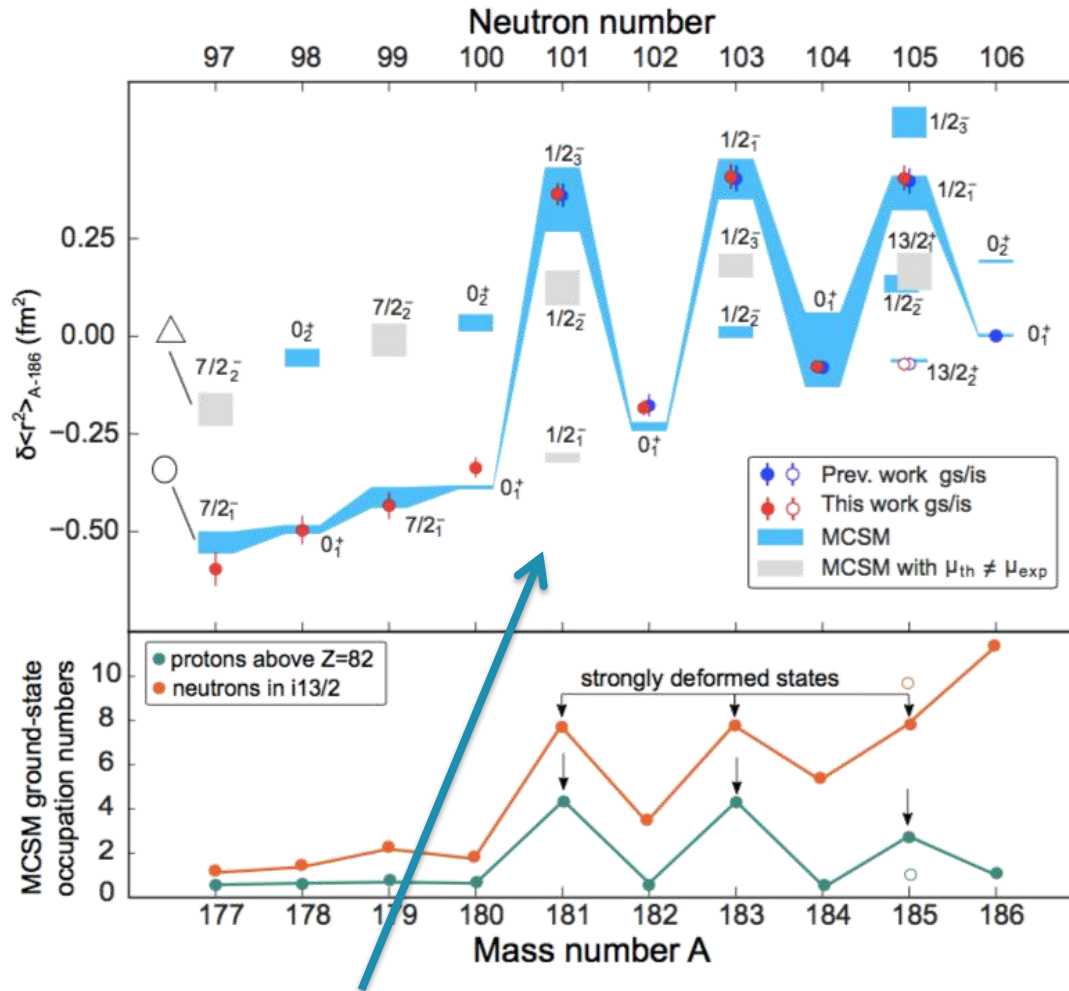 Neutron number
97 98 99 100 101 102 103 104 105 106
δ<r²>A-186 (fm²)
0.25
0.00
−0.25
−0.50
7/2₂⁻
7/2₁⁻
0₂⁺
0₁⁺
7/2₂⁻
7/2₁⁻
0₂⁺
0₁⁺
1/2₃⁻
1/2₂⁻
1/2₁⁻
0₁⁺
1/2₁⁻
1/2₃⁻
1/2₂⁻
0₁⁺
1/2₃⁻
1/2₁⁻
13/2₁⁺
1/2₂⁻
13/2₂⁺
0₂⁺
0₁⁺
Prev. work gs/is
This work gs/is
MCSM
MCSM with μth ≠ μexp
MCSM ground-state
occupation numbers
10
8
6
4
2
0
protons above Z=82
neutrons in i13/2
strongly deformed states
177 178 179 180 181 182 183 184 185 186
Mass number A